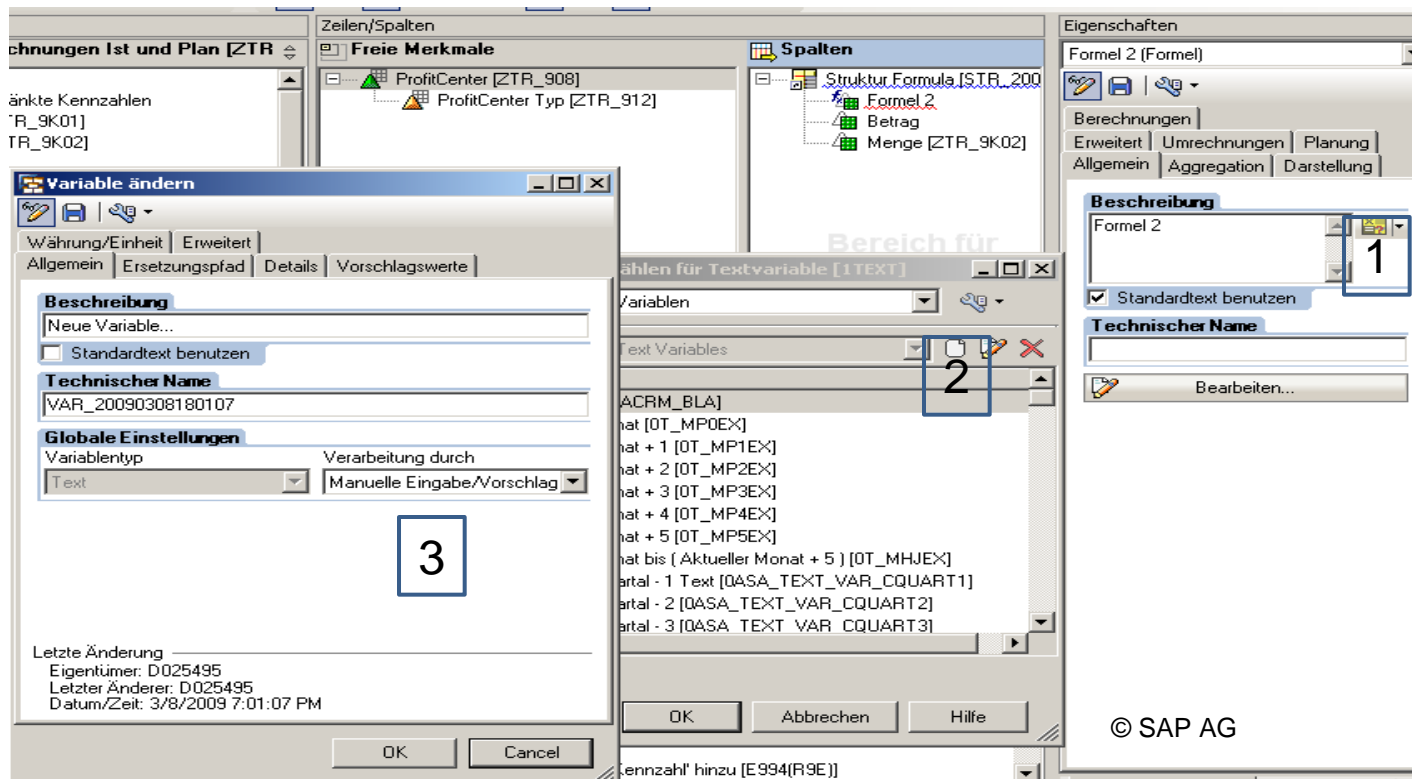 Zeilen/Spalten
Eigenschaften
chnungen Ist und Plan [ZTR
Freie Merkmale
Spalten
Formel 2 (Formel)
ProfitCenter [ZTR_908]
ProfitCenter Typ [ZTR_912]
Struktur Formula [STR_200
Formel 2
Betrag
Menge [ZTR_9K02]
änkte Kennzahlen
TR_9K01]
TR_9K02]
Berechnungen
Erweitert Umrechnungen Planung
Allgemein Aggregation Darstellung
Beschreibung
Formel 2
1
Standardtext benutzen
Technischer Name
Bearbeiten...
© SAP AG
Bereich für
Variable ändern
Währung/Einheit Erweitert
Allgemein Ersetzungspfad Details Vorschlagswerte
Beschreibung
Neue Variable...
Standardtext benutzen
Technischer Name
VAR_20090308180107
Globale Einstellungen
Variablentyp Verarbeitung durch
Text Manuelle Eingabe/Vorschlag
3
Letzte Änderung
Eigentümer: D025495
Letzter Änderer: D025495
Datum/Zeit: 3/8/2009 7:01:07 PM
OK Cancel
ählen für Textvariable [1TEXT]
Variablen
Text Variables
2
ACRM_BLA]
nat [0T_MP0EX]
nat + 1 [0T_MP1EX]
nat + 2 [0T_MP2EX]
nat + 3 [0T_MP3EX]
nat + 4 [0T_MP4EX]
nat + 5 [0T_MP5EX]
nat bis ( Aktueller Monat + 5 ) [0T_MHJEX]
artal - 1 Text [0ASA_TEXT_VAR_CQUART1]
artal - 2 [0ASA_TEXT_VAR_CQUART2]
artal - 3 [0ASA_TEXT_VAR_CQUART3]
OK Abbrechen Hilfe
Kennzahl' hinzu [E994(R9E)]